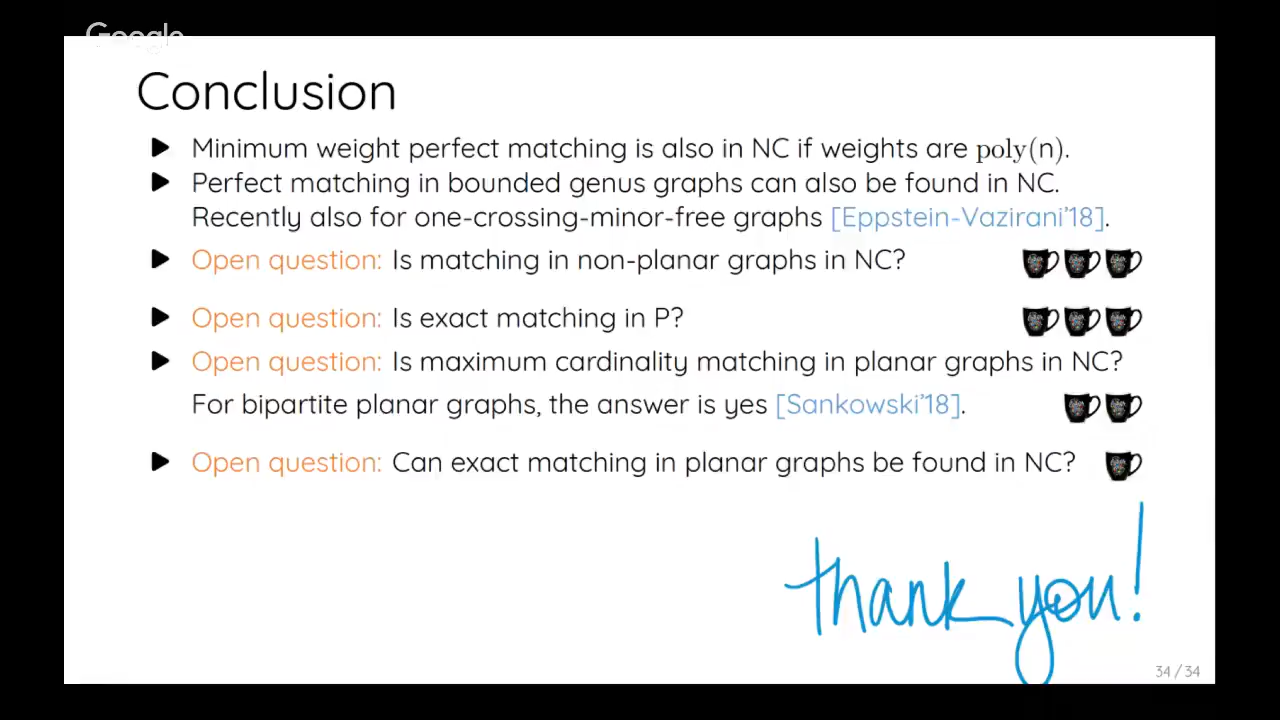 Google
Conclusion
▶ Minimum weight perfect matching is also in NC if weights are poly(n).
▶ Perfect matching in bounded genus graphs can also be found in NC.
Recently also for one-crossing-minor-free graphs [Eppstein-Vazirani'18].
▶ Open question: Is matching in non-planar graphs in NC?
▶ Open question: Is exact matching in P?
▶ Open question: Is maximum cardinality matching in planar graphs in NC?
For bipartite planar graphs, the answer is yes [Sankowski'18].
▶ Open question: Can exact matching in planar graphs be found in NC?
thank you!
34 / 34